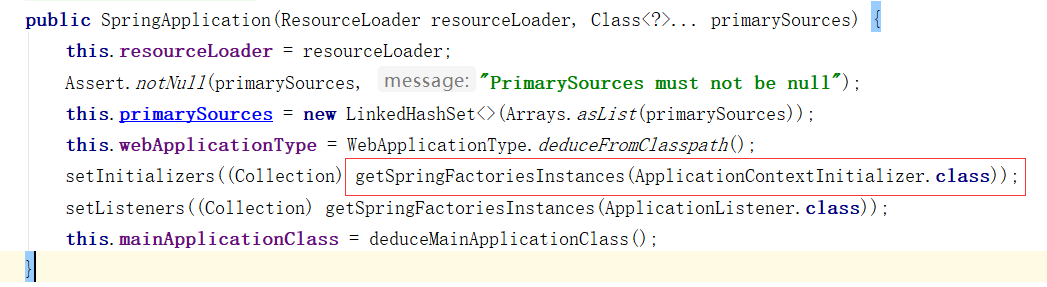 public SpringApplication(ResourceLoader resourceLoader, Class<?>... primarySources) {
this.resourceLoader = resourceLoader;
Assert.notNull(primarySources, message: "PrimarySources must not be null");
this.primarySources = new LinkedHashSet<>(Arrays.asList(primarySources));
this.webApplicationType = WebApplicationType.deduceFromClasspath();
setInitializers((Collection) getSpringFactoriesInstances(ApplicationContextInitializer.class));
setListeners((Collection) getSpringFactoriesInstances(ApplicationListener.class));
this.mainApplicationClass = deduceMainApplicationClass();
}